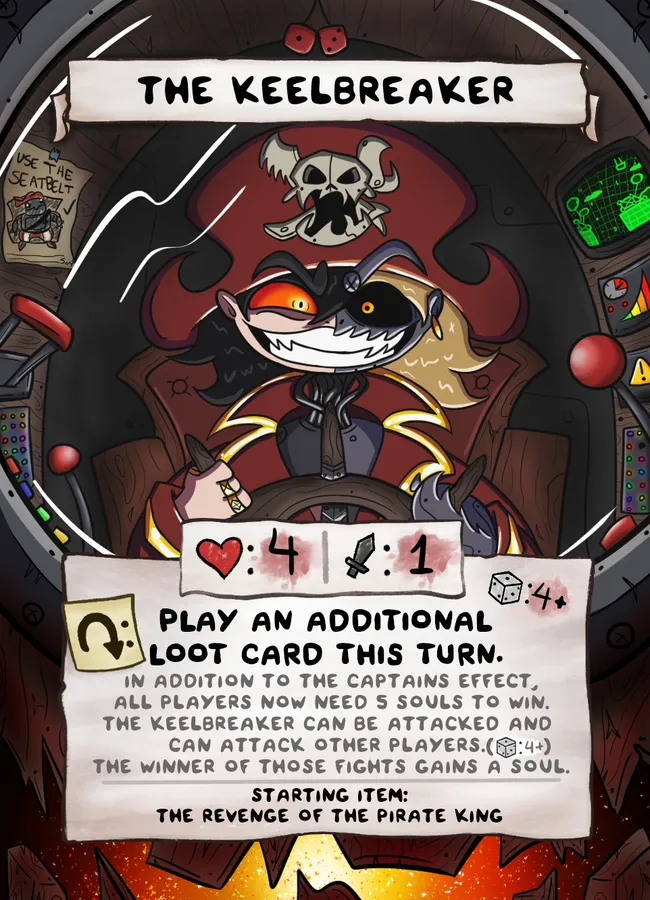 THE KEELBREAKER
USE THE
SEATBELT
:4 :1
:4+
PLAY AN ADDITIONAL
LOOT CARD THIS TURN.
IN ADDITION TO THE CAPTAINS EFFECT,
ALL PLAYERS NOW NEED 5 SOULS TO WIN.
THE KEELBREAKER CAN BE ATTACKED AND
CAN ATTACK OTHER PLAYERS.( :4+)
THE WINNER OF THOSE FIGHTS GAINS A SOUL.
STARTING ITEM:
THE REVENGE OF THE PIRATE KING